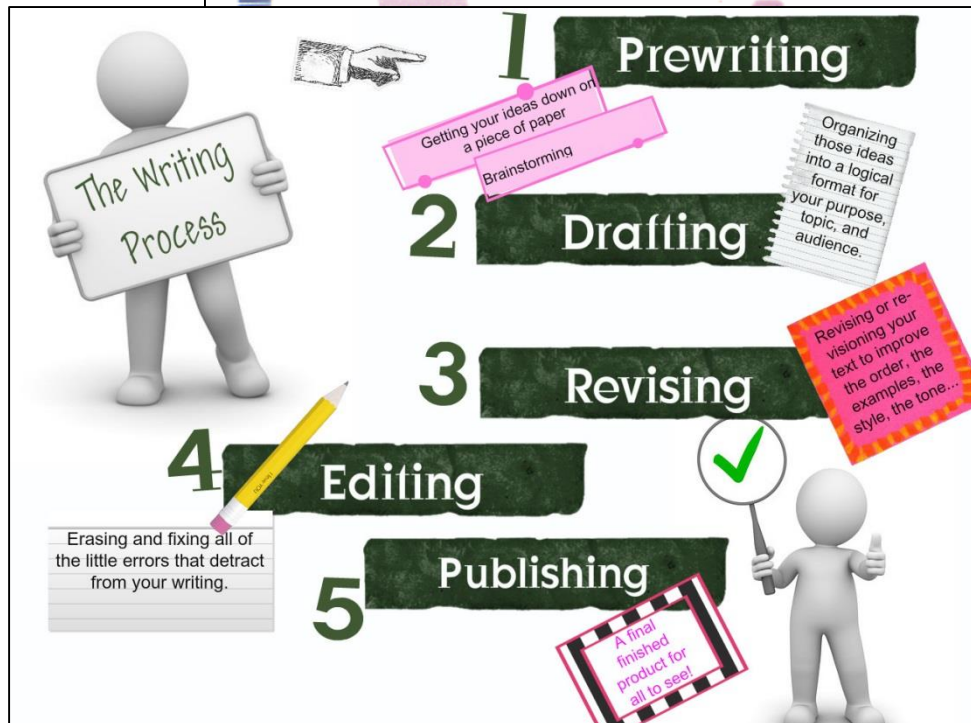 The Writing
Process
1
Prewriting
Getting your ideas down on
a piece of paper
Brainstorming
2
Drafting
Organizing
those ideas
into a logical
format for
your purpose,
topic, and
audience.
3
Revising
Revising or re-
visioning your
text to improve
the order, the
examples, the
style, the tone...
4
Editing
Erasing and fixing all of
the little errors that detract
from your writing.
5
Publishing
A final
finished
product for
all to see!